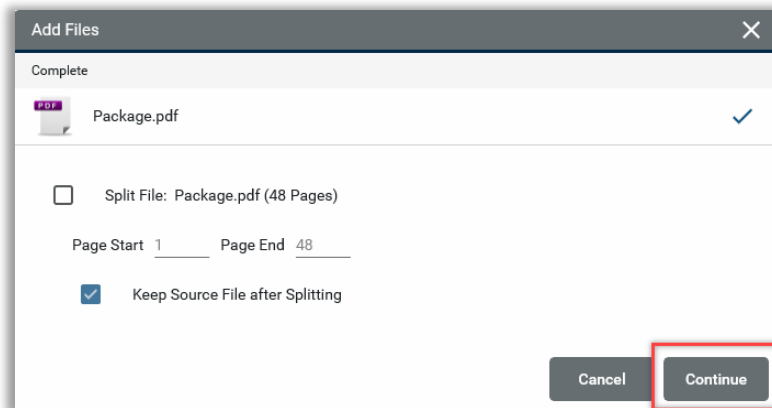 Add Files
Complete
PDF
Package.pdf
Split File: Package.pdf (48 Pages)
Page Start 1 Page End 48
Keep Source File after Splitting
Cancel Continue